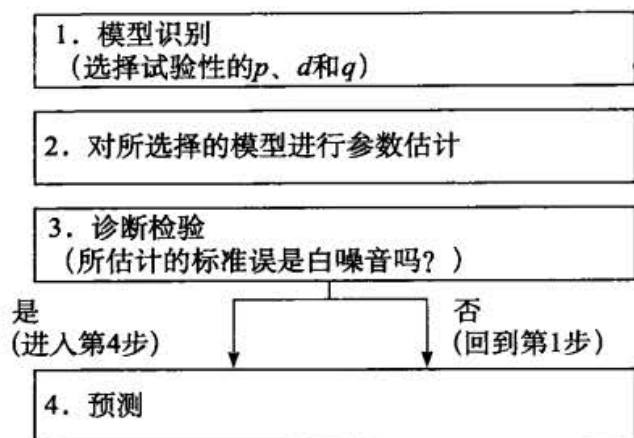 1. 模型识别
(选择试验性的p、d和q)
2. 对所选择的模型进行参数估计
3. 诊断检验
(所估计的标准误是白噪音吗？)
是
(进入第4步)
否
(回到第1步)
4. 预测